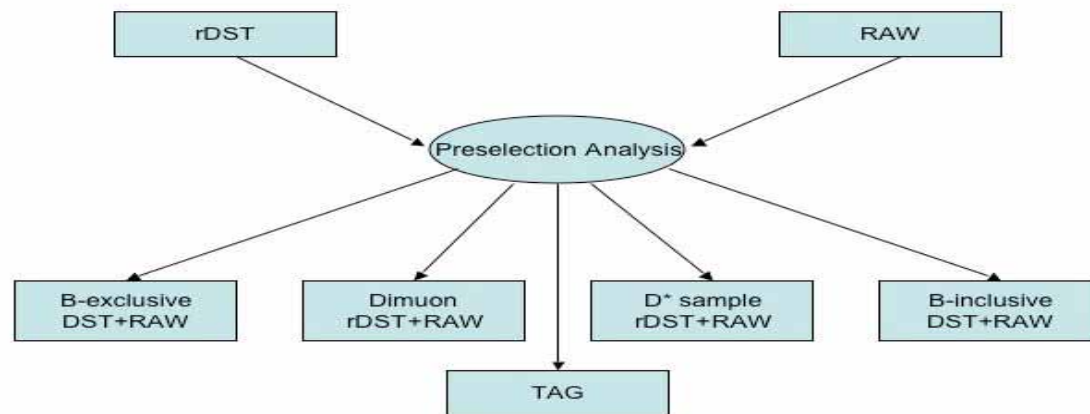 rDST
RAW
Preselection Analysis
B-exclusive
DST+RAW
Dimuon
rDST+RAW
D* sample
rDST+RAW
B-inclusive
DST+RAW
TAG